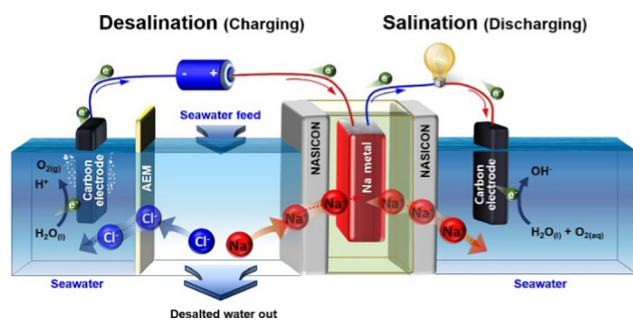 Desalination (Charging)
Salination (Discharging)
e⁻
e⁻
- +
e⁻
e⁻
e⁻
e⁻
Seawater feed
O₂₍g₎
H⁺
e⁻
H₂O₍l₎
Carbon
electrode
AEM
Cl⁻
Cl⁻
Cl⁻
Na⁺
Na⁺
Na⁺
NASICON
Na metal
Na⁺
Na⁺
NASICON
Carbon
electrode
OH⁻
e⁻
H₂O₍l₎ + O₂₍aq₎
Seawater
Seawater
Desalted water out